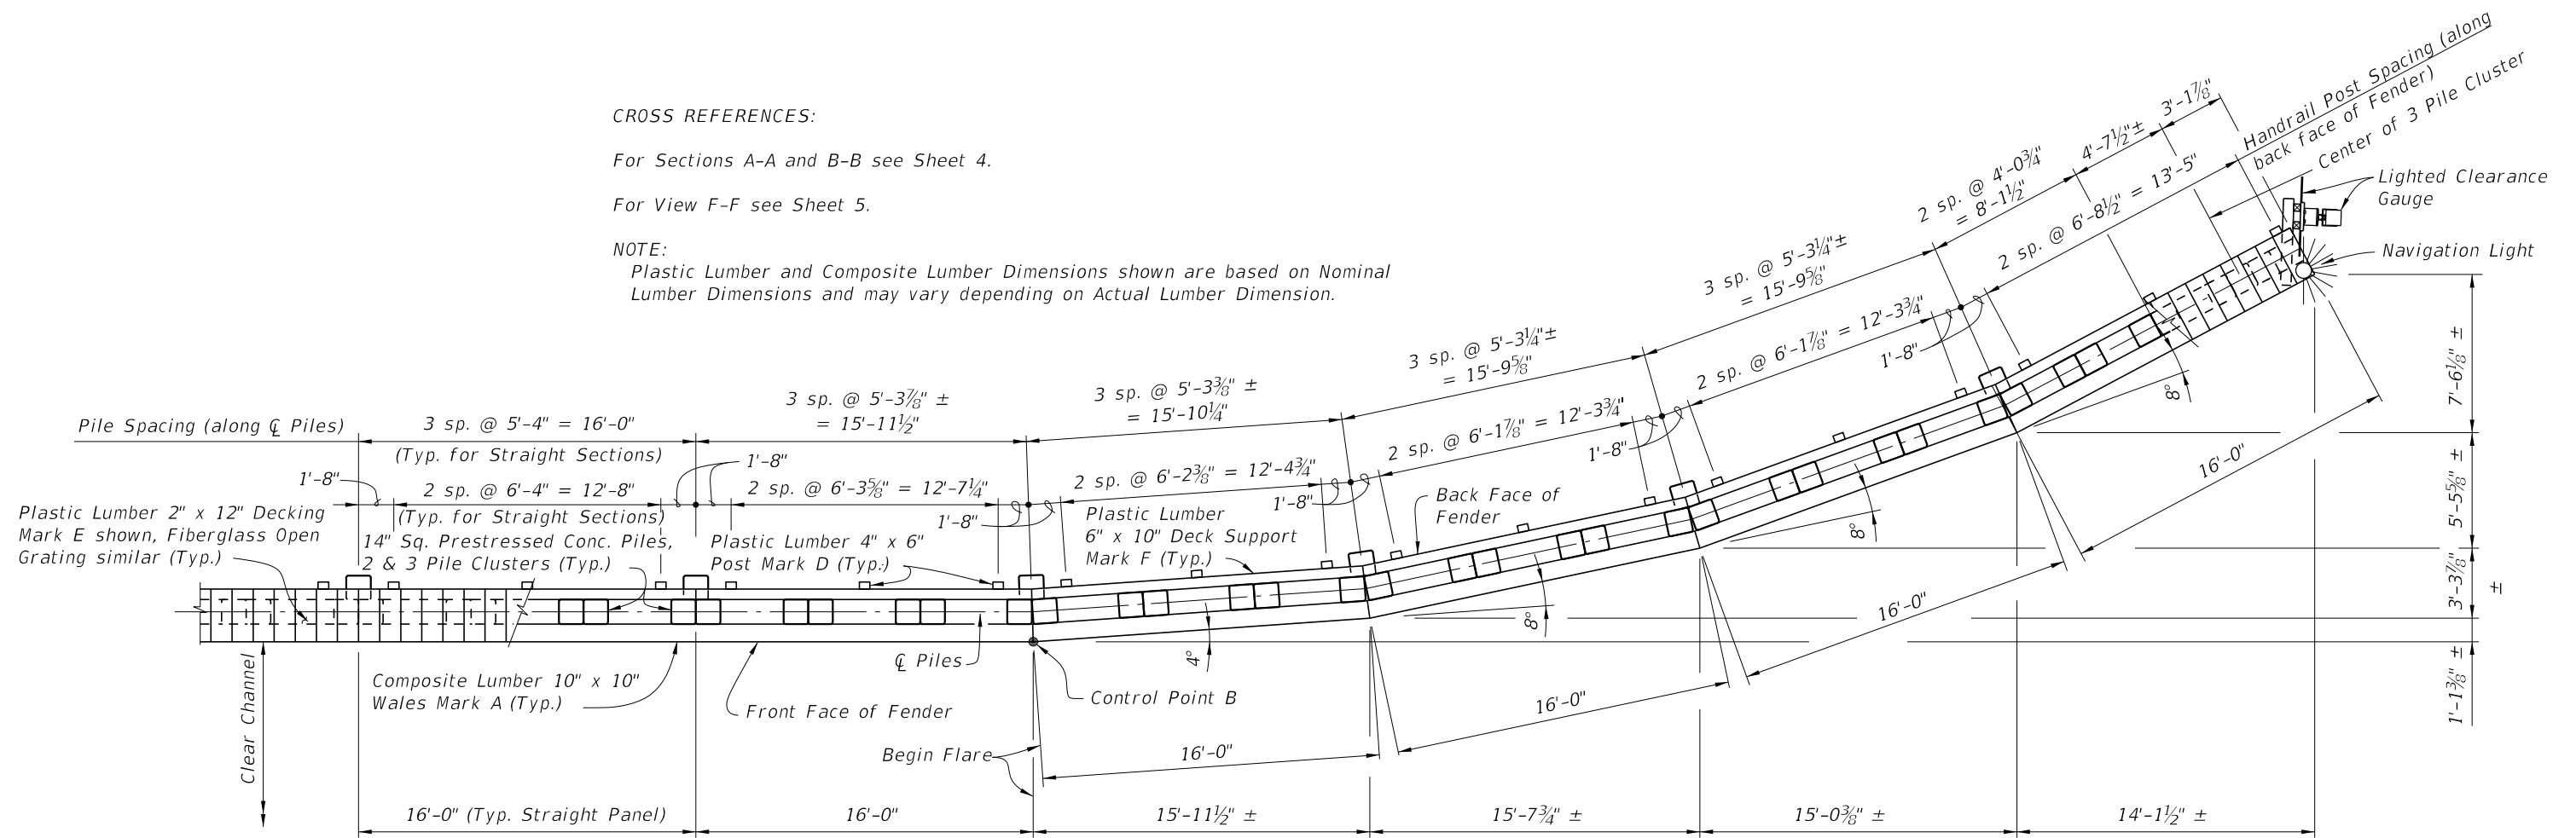 CROSS REFERENCES:
For Sections A-A and B-B see Sheet 4.
For View F-F see Sheet 5.
NOTE:
Plastic Lumber and Composite Lumber Dimensions shown are based on Nominal
Lumber Dimensions and may vary depending on Actual Lumber Dimension.
Handrail Post Spacing (along
back face of Fender)
Center of 3 Pile Cluster
Lighted Clearance
Gauge
Navigation Light
3'-1⅞"
4'-7½"±
2 sp. @ 4'-0¾"
= 8'-1½"
2 sp. @ 6'-8½" = 13'-5"
3 sp. @ 5'-3¼"±
= 15'-9⅝"
2 sp. @ 6'-1⅞" = 12'-3¾"
1'-8"
3 sp. @ 5'-3¼"±
= 15'-9⅝"
2 sp. @ 6'-1⅞" = 12'-3¾"
1'-8"
3 sp. @ 5'-3⅜" ±
= 15'-10¼"
2 sp. @ 6'-2⅜" = 12'-4¾"
1'-8"
3 sp. @ 5'-3⅞" ±
= 15'-11½"
2 sp. @ 6'-3⅝" = 12'-7¼"
1'-8"
Pile Spacing (along ℄ Piles)
3 sp. @ 5'-4" = 16'-0"
(Typ. for Straight Sections)
1'-8"
1'-8"
2 sp. @ 6'-4" = 12'-8"
(Typ. for Straight Sections)
Plastic Lumber 2" x 12" Decking
Mark E shown, Fiberglass Open
Grating similar (Typ.)
14" Sq. Prestressed Conc. Piles,
2 & 3 Pile Clusters (Typ.)
Plastic Lumber 4" x 6"
Post Mark D (Typ.)
Plastic Lumber
6" x 10" Deck Support
Mark F (Typ.)
Back Face of
Fender
8°
8°
8°
4°
7'-6⅛" ±
5'-5⅝" ±
3'-3⅞"
±
1'-1⅜" ±
16'-0"
16'-0"
16'-0"
16'-0"
℄ Piles
Control Point B
Clear Channel
Composite Lumber 10" x 10"
Wales Mark A (Typ.)
Front Face of Fender
Begin Flare
16'-0" (Typ. Straight Panel)
16'-0"
15'-11½" ±
15'-7¾" ±
15'-0⅜" ±
14'-1½" ±